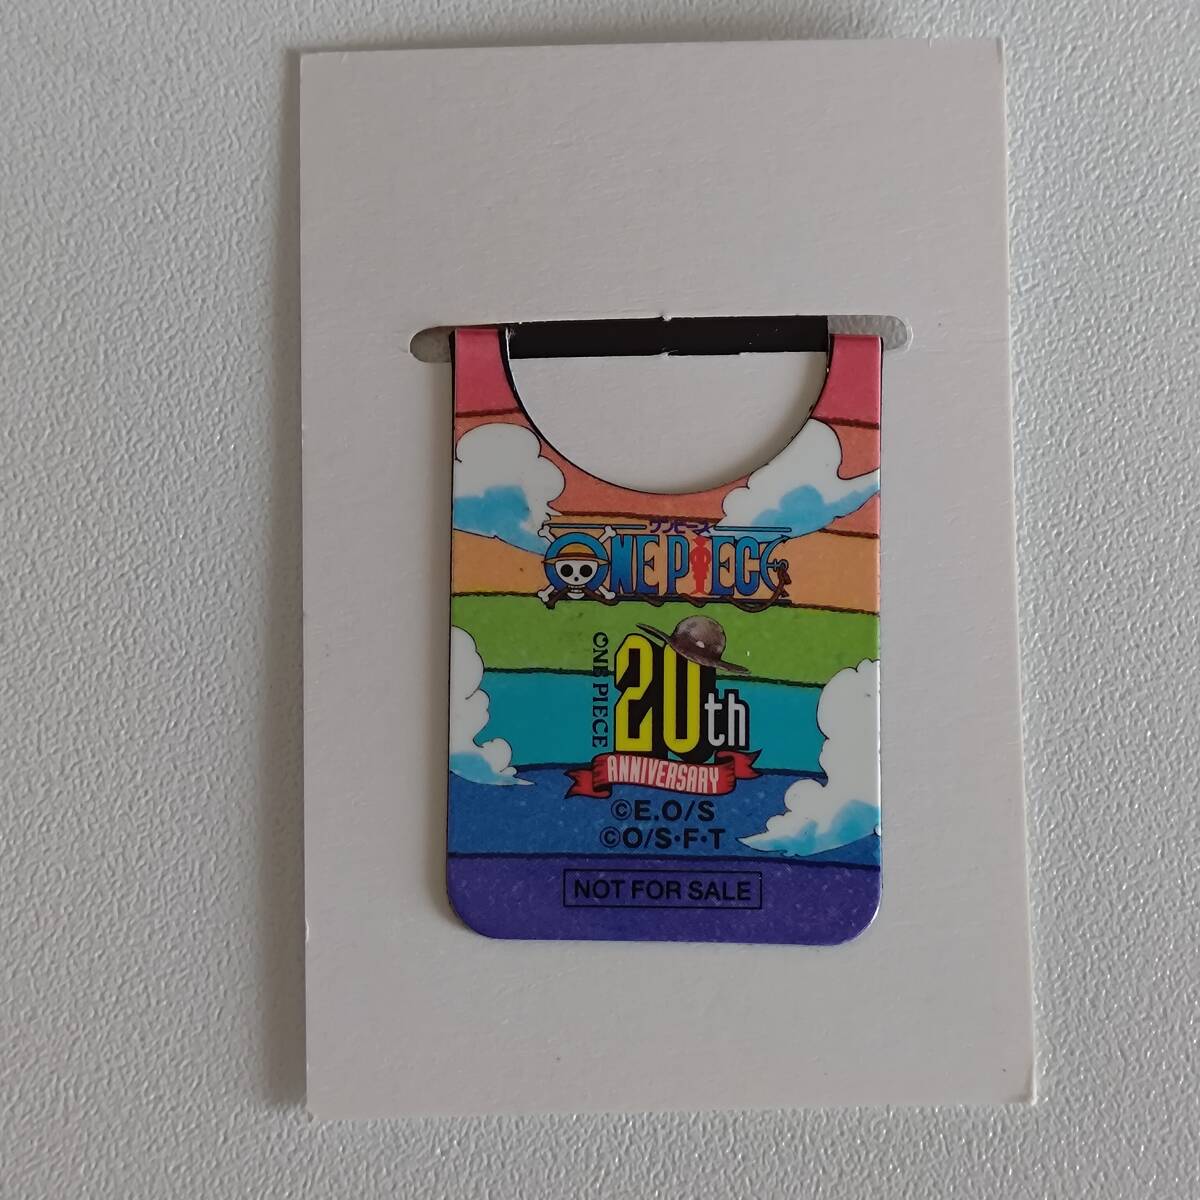 ワンピース
ONE PIECE
ONE PIECE
20th
ANNIVERSARY
©E.O/S
©O/S・F・T
NOT FOR SALE